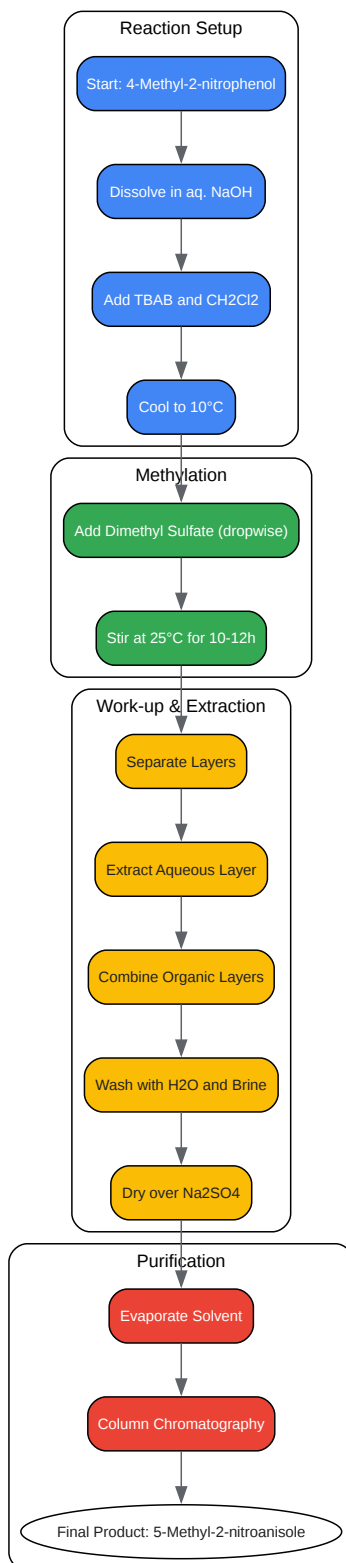 Reaction Setup
Start: 4-Methyl-2-nitrophenol
Dissolve in aq. NaOH
Add TBAB and CH2Cl2
Cool to 10°C
Methylation
Add Dimethyl Sulfate (dropwise)
Stir at 25°C for 10-12h
Work-up & Extraction
Separate Layers
Extract Aqueous Layer
Combine Organic Layers
Wash with H2O and Brine
Dry over Na2SO4
Purification
Evaporate Solvent
Column Chromatography
Final Product: 5-Methyl-2-nitroanisole